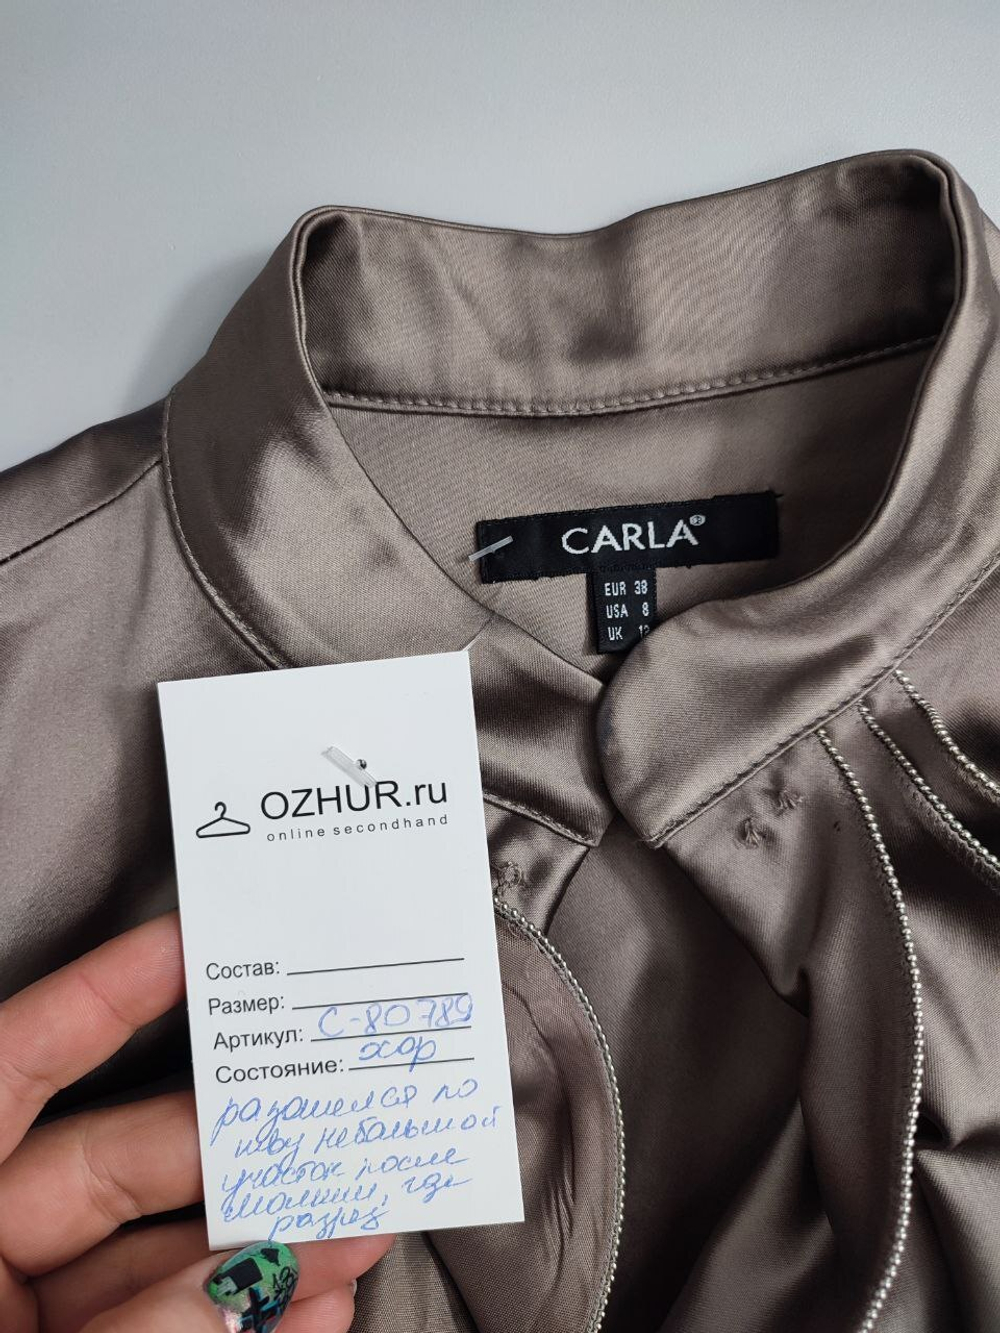 CARLA®
EUR 38
USA 8
UK 12
OZHUR.ru
online secondhand
Состав:
Размер:
Артикул: С-80789
Состояние: хор
разошелся по
шву небольшой
участок после
молнии, где
разрез